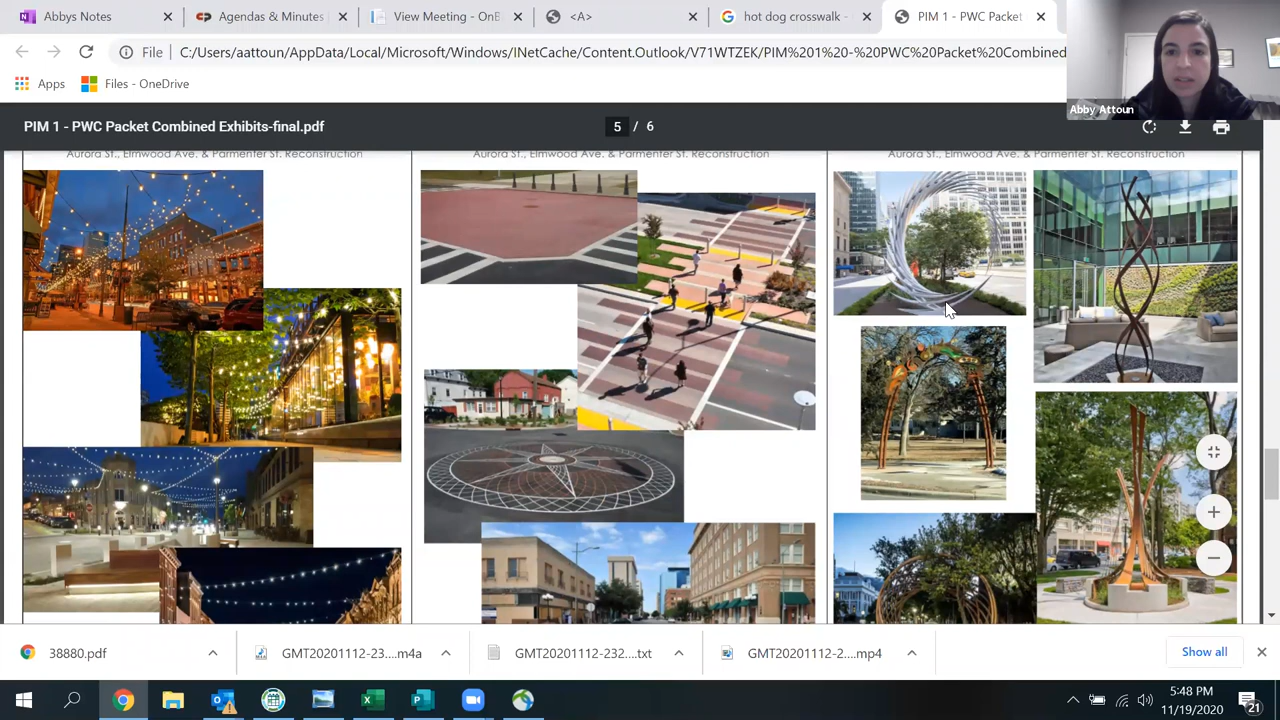 Abbys Notes
Agendas & Minutes
View Meeting - OnB
<A>
hot dog crosswalk -
PIM 1 - PWC Packet
File
C:/Users/aattoun/AppData/Local/Microsoft/Windows/INetCache/Content.Outlook/V71WTZEK/PIM%201%20-%20PWC%20Packet%20Combined
Apps
Files - OneDrive
Abby Attoun
PIM 1 - PWC Packet Combined Exhibits-final.pdf
5 / 6
Aurora St., Elmwood Ave. & Parmenter St. Reconstruction
Aurora St., Elmwood Ave. & Parmenter St. Reconstruction
Aurora St., Elmwood Ave. & Parmenter St. Reconstruction
38880.pdf
GMT20201112-23....m4a
GMT20201112-232....txt
GMT20201112-2....mp4
Show all
5:48 PM
11/19/2020
21